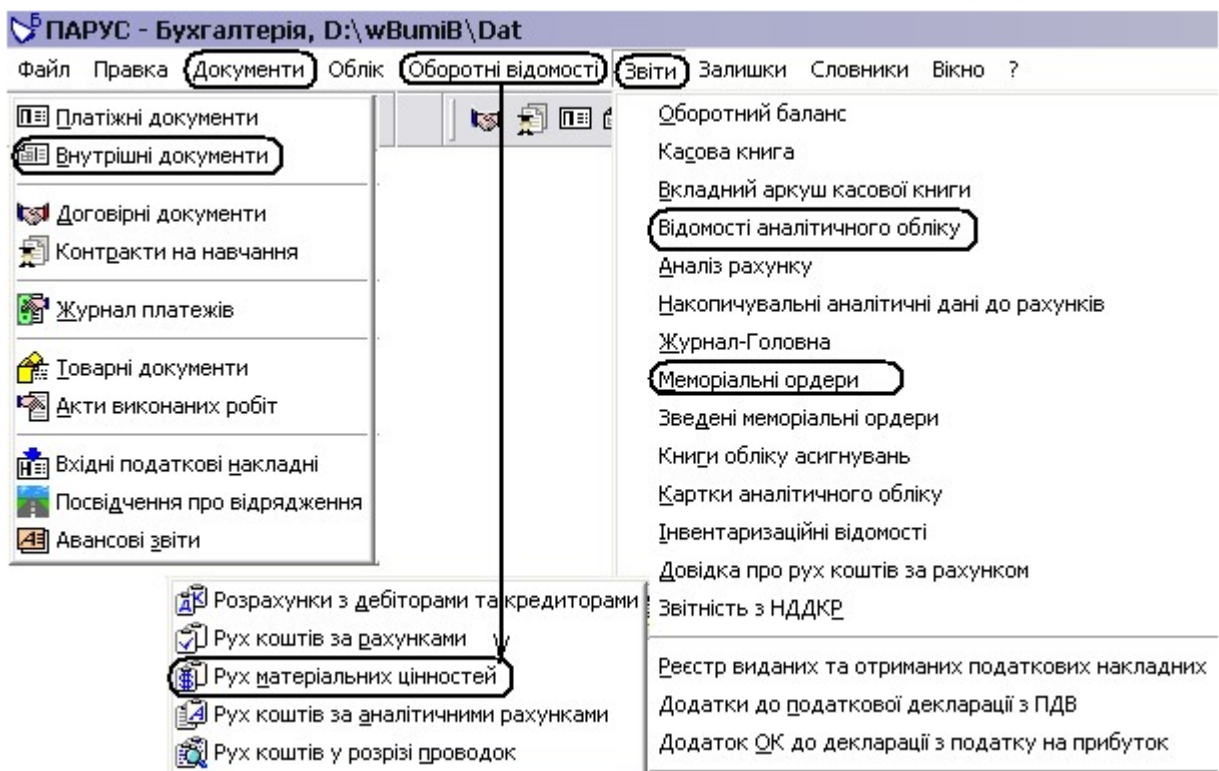 ПАРУС - Бухгалтерія, D:\wBumiB\Dat
Файл Правка Документи Облік Оборотні відомості Звіти Залишки Словники Вікно ?
Платіжні документи
Внутрішні документи
Договірні документи
Контракти на навчання
Журнал платежів
Товарні документи
Акти виконаних робіт
Вхідні податкові накладні
Посвідчення про відрядження
Авансові звіти
Розрахунки з дебіторами та кредиторами
Рух коштів за рахунками
Рух матеріальних цінностей
Рух коштів за аналітичними рахунками
Рух коштів у розрізі проводок
Оборотний баланс
Касова книга
Вкладний аркуш касової книги
Відомості аналітичного обліку
Аналіз рахунку
Накопичувальні аналітичні дані до рахунків
Журнал-Головна
Меморіальні ордери
Зведені меморіальні ордери
Книги обліку асигнувань
Картки аналітичного обліку
Інвентаризаційні відомості
Довідка про рух коштів за рахунком
Звітність з НДДКР
Реєстр виданих та отриманих податкових накладних
Додатки до податкової декларації з ПДВ
Додаток ОК до декларації з податку на прибуток